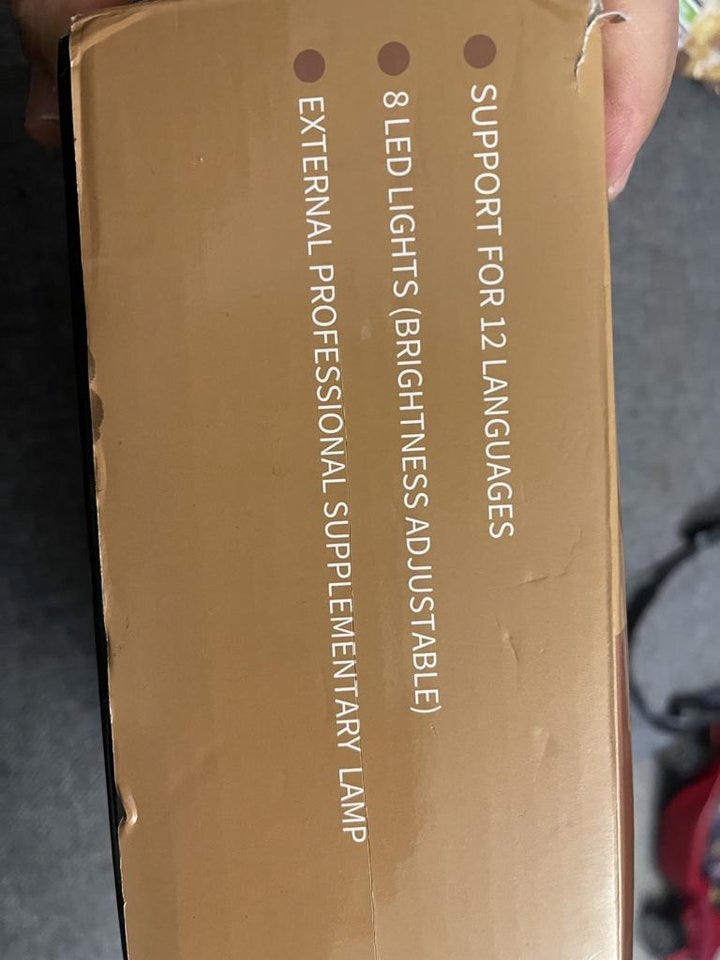 SUPPORT FOR 12 LANGUAGES
8 LED LIGHTS (BRIGHTNESS ADJUSTABLE)
EXTERNAL PROFESSIONAL SUPPLEMENTARY LAMP